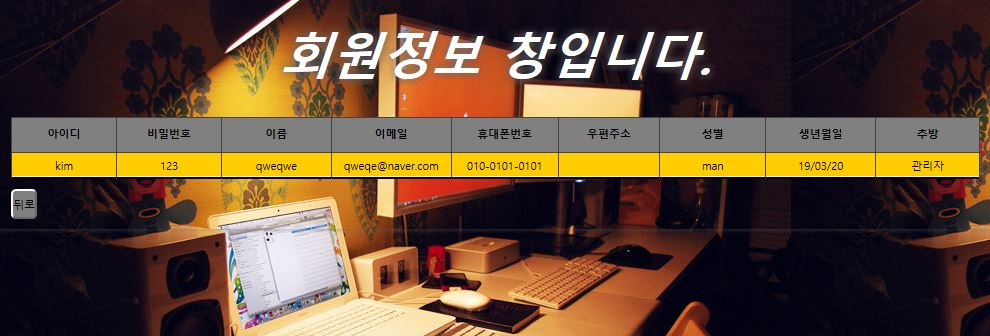 회원정보 창입니다.
아이디 비밀번호 이름 이메일 휴대폰번호 우편주소 성별 생년월일 추방
kim 123 qweqwe qweqe@naver.com 010-0101-0101 man 19/03/20 관리자
뒤로